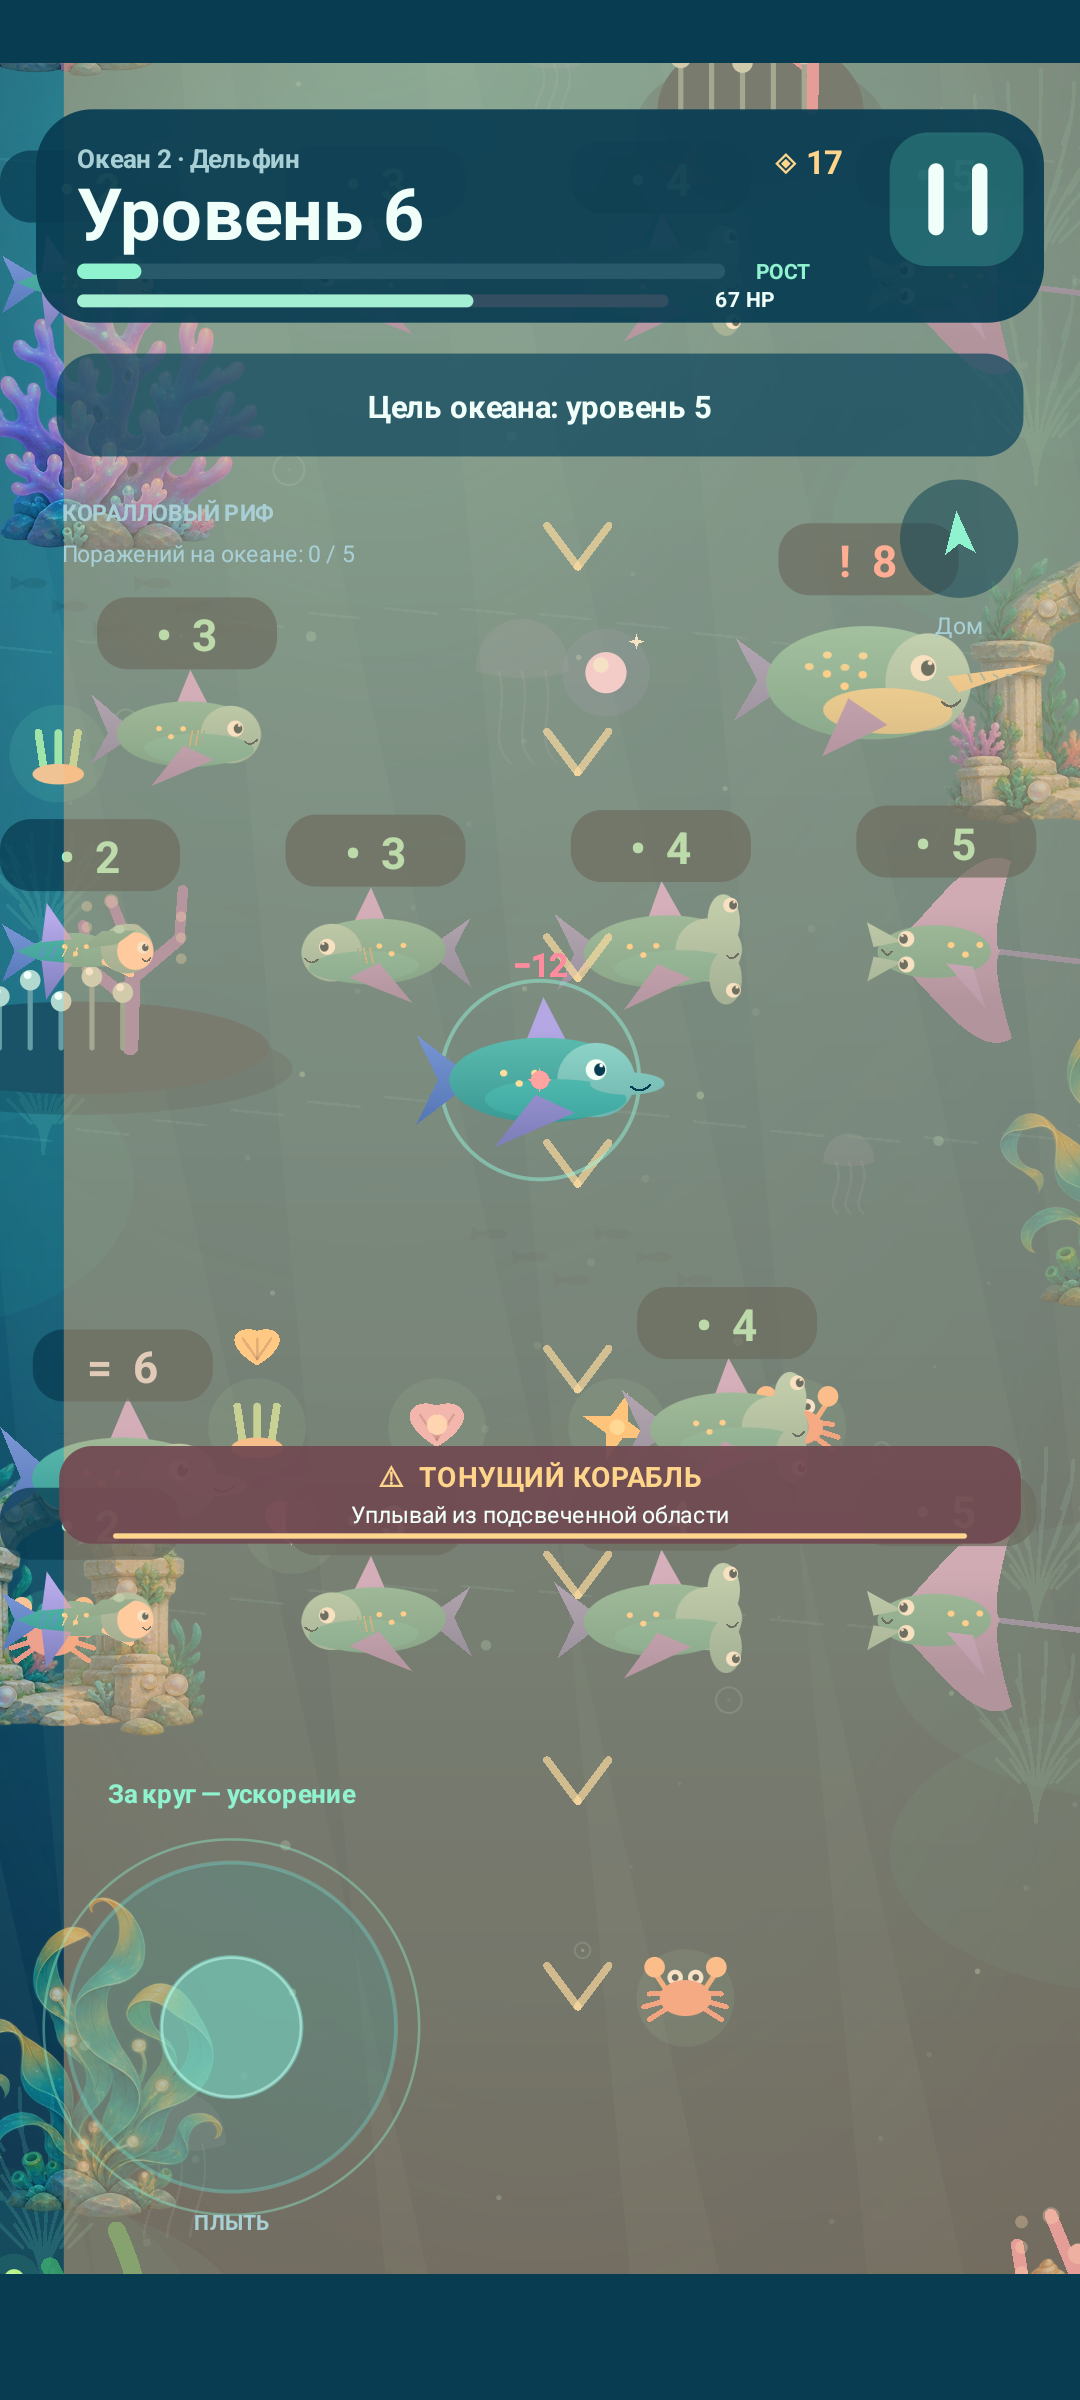 Океан 2 · Дельфин
17
Уровень 6
РОСТ
67 HP
Цель океана: уровень 5
КОРАЛЛОВЫЙ РИФ
Поражений на океане: 0 / 5
! 8
Дом
• 3
• 2
• 3
• 4
• 5
−12
• 4
= 6
⚠ ТОНУЩИЙ КОРАБЛЬ
Уплывай из подсвеченной области
2
5
За круг — ускорение
ПЛЫТЬ